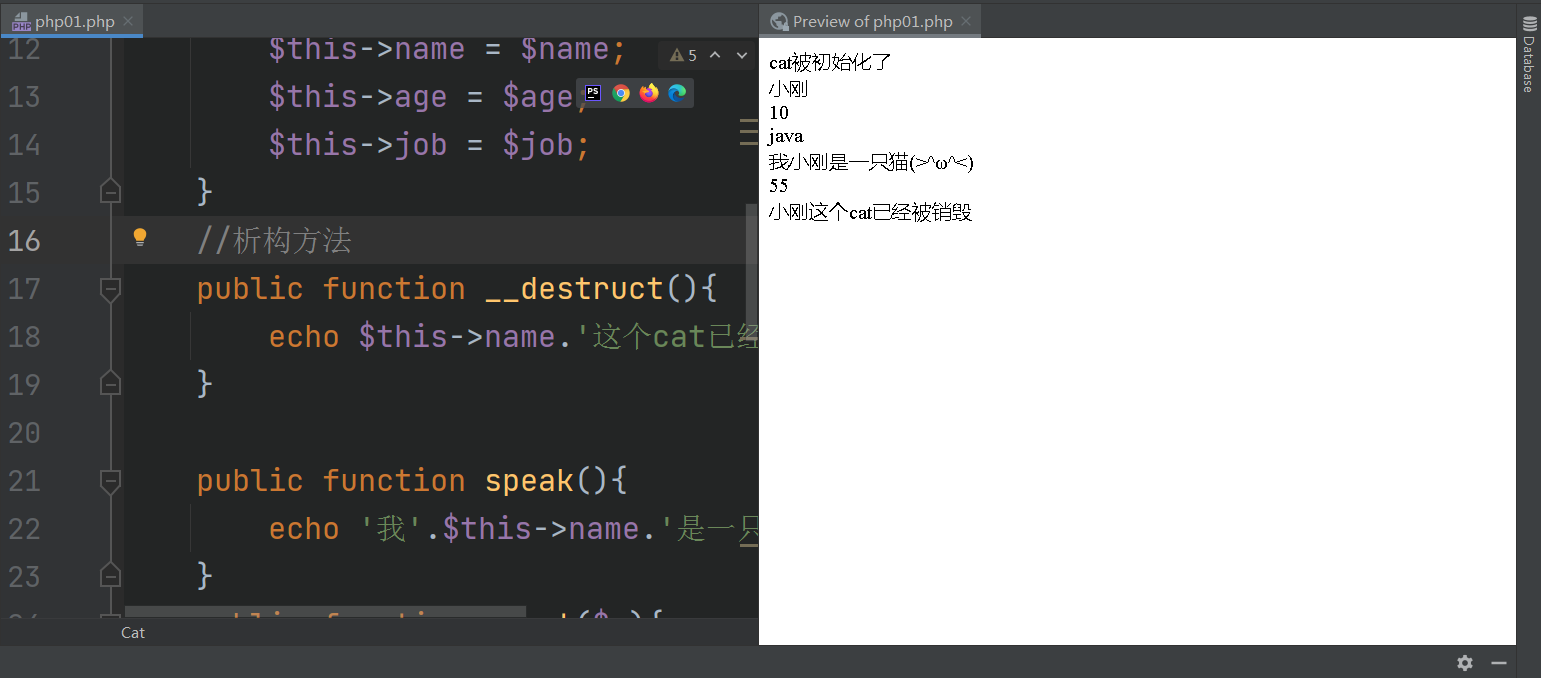 php01.php
12 $this->name = $name;
5
13 $this->age = $age;
14 $this->job = $job;
15 }
16 //析构方法
17 public function __destruct(){
18 echo $this->name.'这个cat已经
19 }
20
21 public function speak(){
22 echo '我'.$this->name.'是一只
23 }
Cat
Preview of php01.php
cat被初始化了
小刚
10
java
我小刚是一只猫(>^ω^<)
55
小刚这个cat已经被销毁
Database